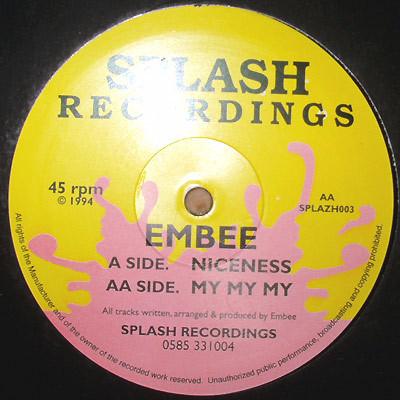 SPLASH
RECORDINGS
45 rpm
© 1994
AA
SPLAZH003
EMBEE
A SIDE. NICENESS
AA SIDE. MY MY MY
All tracks written, arranged & produced by Embee
SPLASH RECORDINGS
0585 331004
All rights of the Manufacturer and of the owner of the recorded work reserved. Unauthorized public performance, broadcasting and copying prohibited.